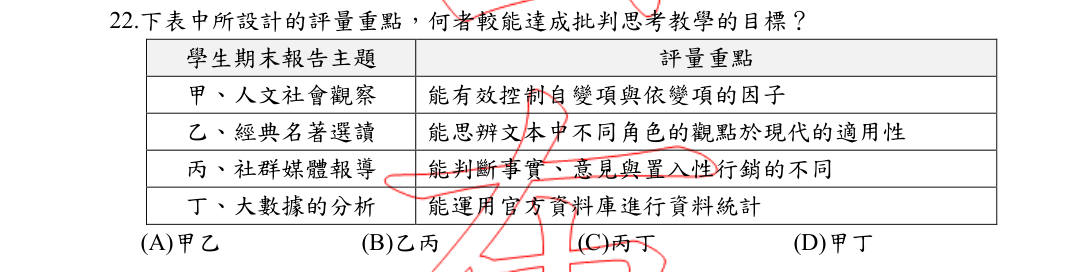 22.下表中所設計的評量重點，何者較能達成批判思考教學的目標？
學生期末報告主題 評量重點
甲、人文社會觀察 能有效控制自變項與依變項的因子
乙、經典名著選讀 能思辨文本中不同角色的觀點於現代的適用性
丙、社群媒體報導 能判斷事實、意見與置入性行銷的不同
丁、大數據的分析 能運用官方資料庫進行資料統計
(A)甲乙 (B)乙丙 (C)丙丁 (D)甲丁